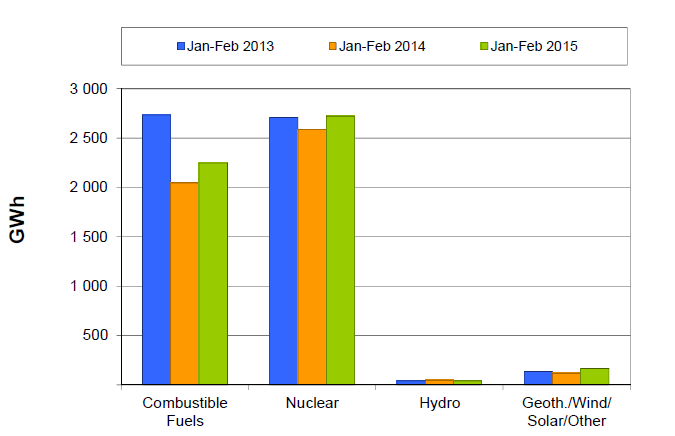 Jan-Feb 2013 Jan-Feb 2014 Jan-Feb 2015
GWh
3 000
2 500
2 000
1 500
1 000
500
Combustible Fuels
Nuclear
Hydro
Geoth./Wind/
Solar/Other